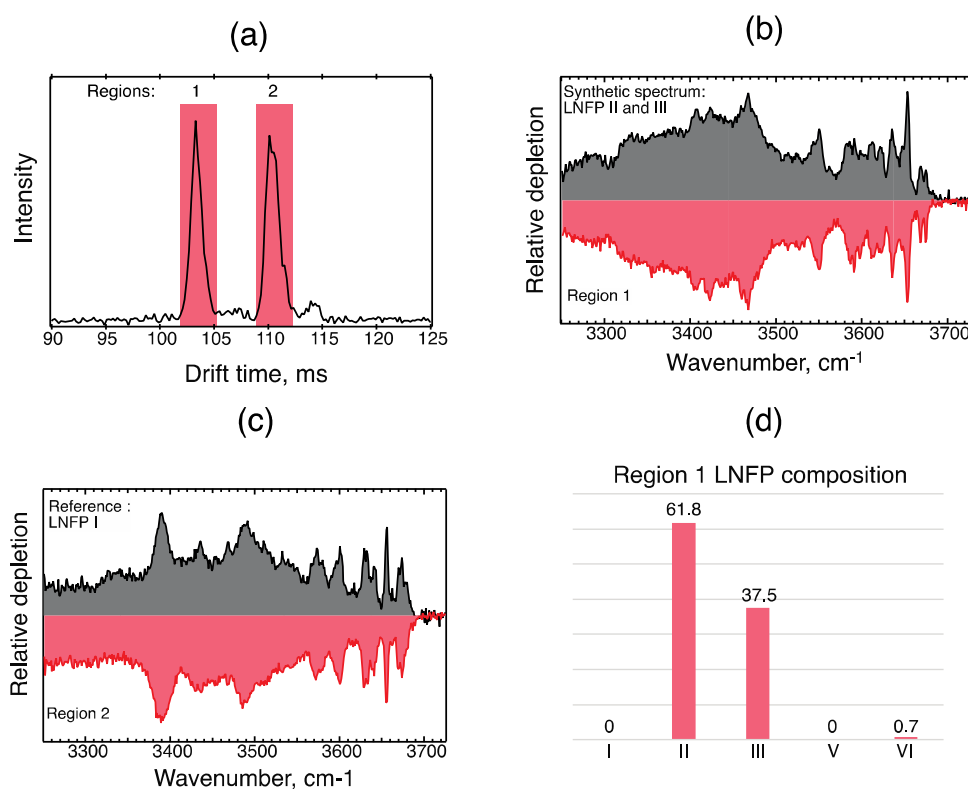 (a)
Regions: 1 2
Intensity
90 95 100 105 110 115 120 125
Drift time, ms
(b)
Synthetic spectrum:
LNFP II and III
Relative depletion
Region 1
3300 3400 3500 3600 3700
Wavenumber, cm-1
(c)
Reference :
LNFP I
Relative depletion
Region 2
3300 3400 3500 3600 3700
Wavenumber, cm-1
(d)
Region 1 LNFP composition
61.8
37.5
0 0 0.7
I II III V VI